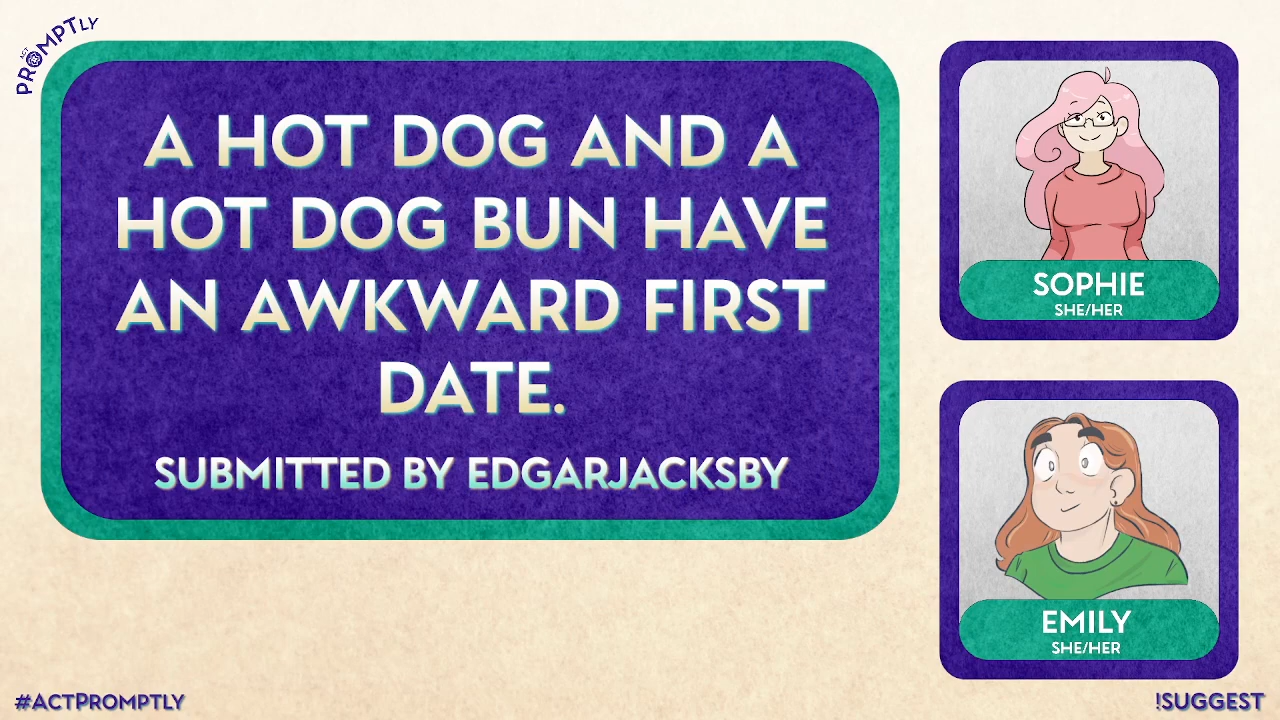 ACT
PROMPTLY
A HOT DOG AND A
HOT DOG BUN HAVE
AN AWKWARD FIRST
DATE.
SUBMITTED BY EDGARJACKSBY
SOPHIE
SHE/HER
EMILY
SHE/HER
#ACTPROMPTLY
!SUGGEST